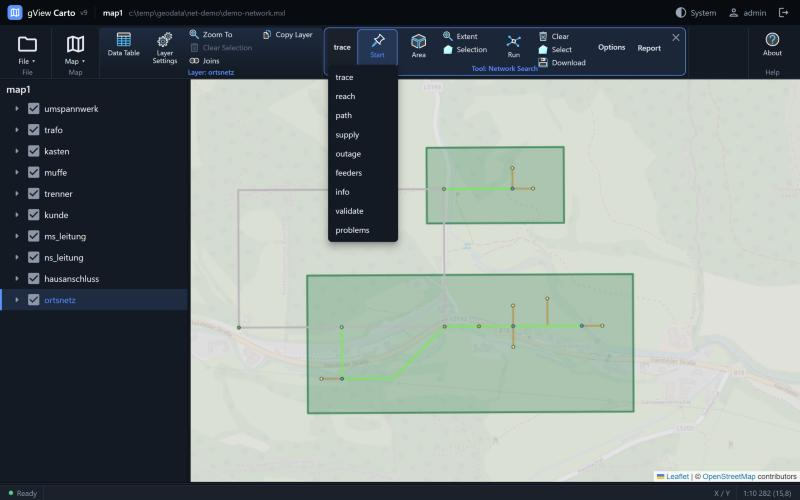 gView Carto v9 map1 c:\temp\geodata\net-demo\demo-network.mxl System admin
File
File
Map
Map
Data Table
Layer Settings
Zoom To
Clear Selection
Joins
Copy Layer
Layer: ortsnetz
trace
Start
Area
Extent
Selection
Run
Clear
Select
Download
Options
Report
Tool: Network Search
About
Help
map1
umspannwerk
trafo
kasten
muffe
trenner
kunde
ms_leitung
ns_leitung
hausanschluss
ortsnetz
trace
reach
path
supply
outage
feeders
info
validate
problems
Leaflet | © OpenStreetMap contributors
Ready
X / Y
1:10 282 (15,8)